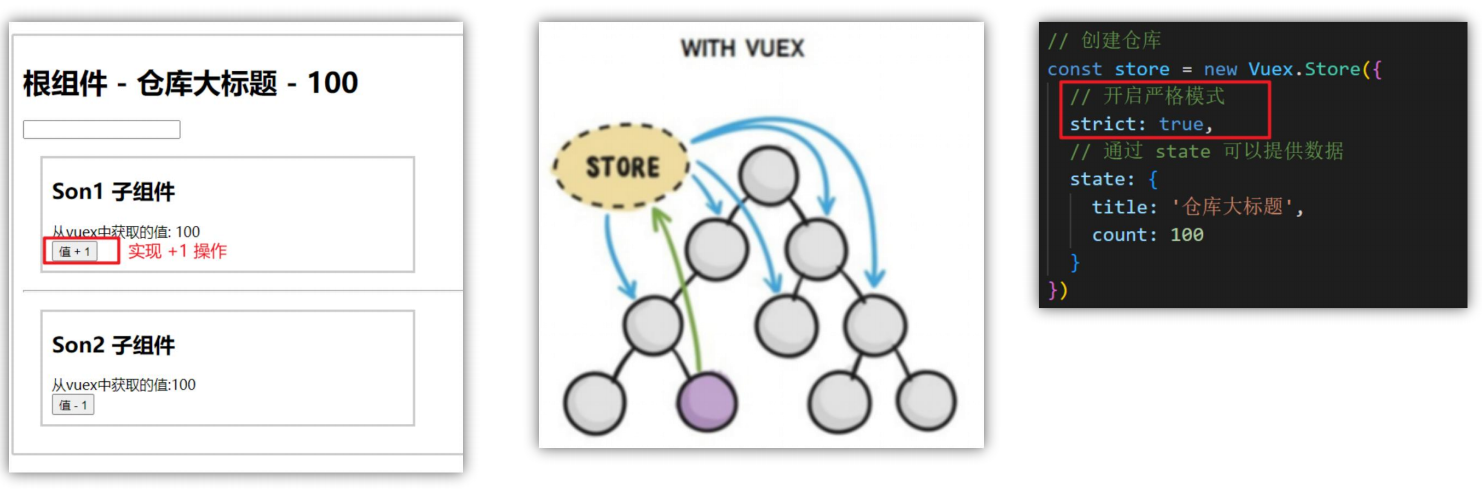 根组件 - 仓库大标题 - 100
Son1 子组件
从vuex中获取的值: 100
值 + 1
实现 +1 操作
Son2 子组件
从vuex中获取的值:100
值 - 1
WITH VUEX
STORE
// 创建仓库
const store = new Vuex.Store({
// 开启严格模式
strict: true,
// 通过 state 可以提供数据
state: {
title: '仓库大标题',
count: 100
}
})